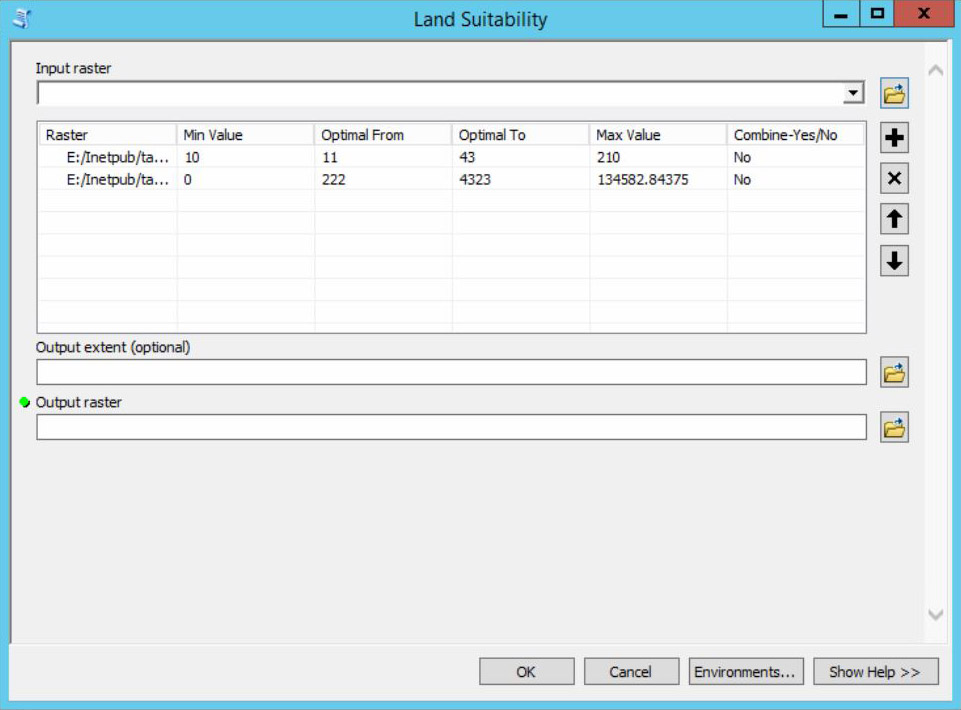 Land Suitability
Input raster
Raster Min Value Optimal From Optimal To Max Value Combine-Yes/No
E:/Inetpub/ta... 10 11 43 210 No
E:/Inetpub/ta... 0 222 4323 134582.84375 No
Output extent (optional)
Output raster
OK Cancel Environments... Show Help >>